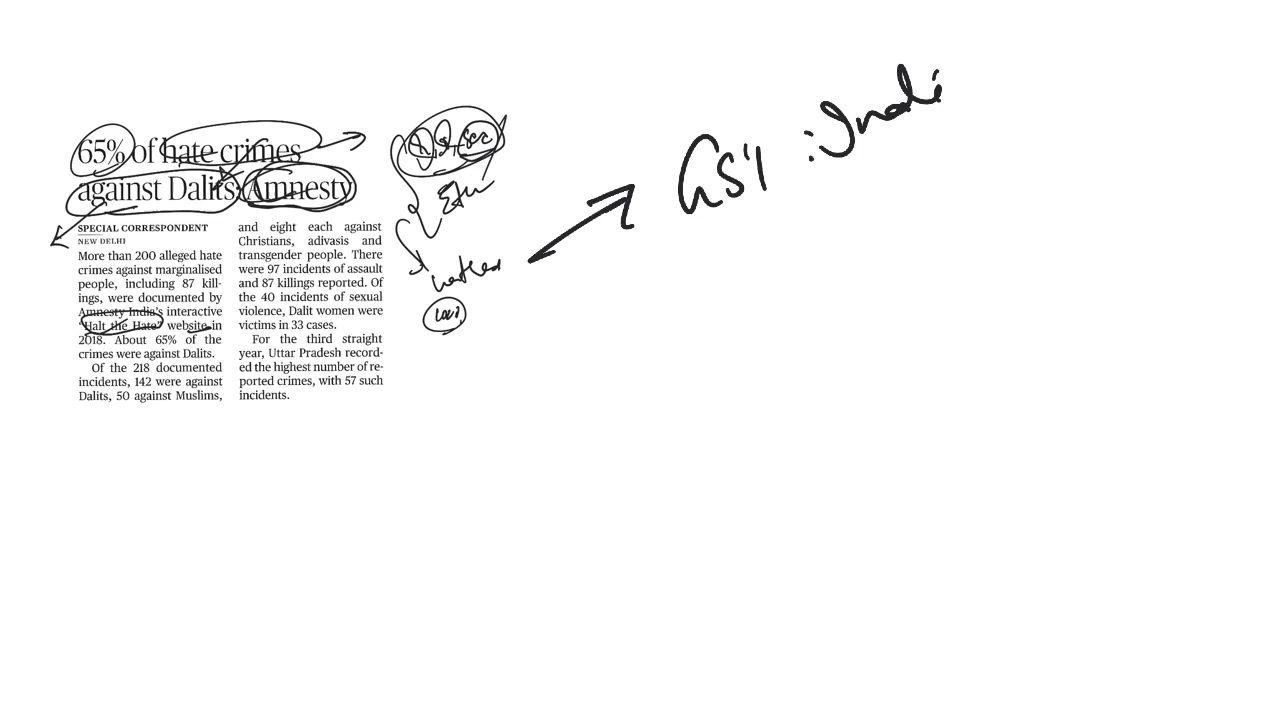 65% of hate crimes
against Dalits: Amnesty
SPECIAL CORRESPONDENT
NEW DELHI
More than 200 alleged hate
crimes against marginalised
people, including 87 kill-
ings, were documented by
Amnesty India's interactive
"Halt the Hate" website in
2018. About 65% of the
crimes were against Dalits.
Of the 218 documented
incidents, 142 were against
Dalits, 50 against Muslims,
and eight each against
Christians, adivasis and
transgender people. There
were 97 incidents of assault
and 87 killings reported. Of
the 40 incidents of sexual
violence, Dalit women were
victims in 33 cases.
For the third straight
year, Uttar Pradesh record-
ed the highest number of re-
ported crimes, with 57 such
incidents.